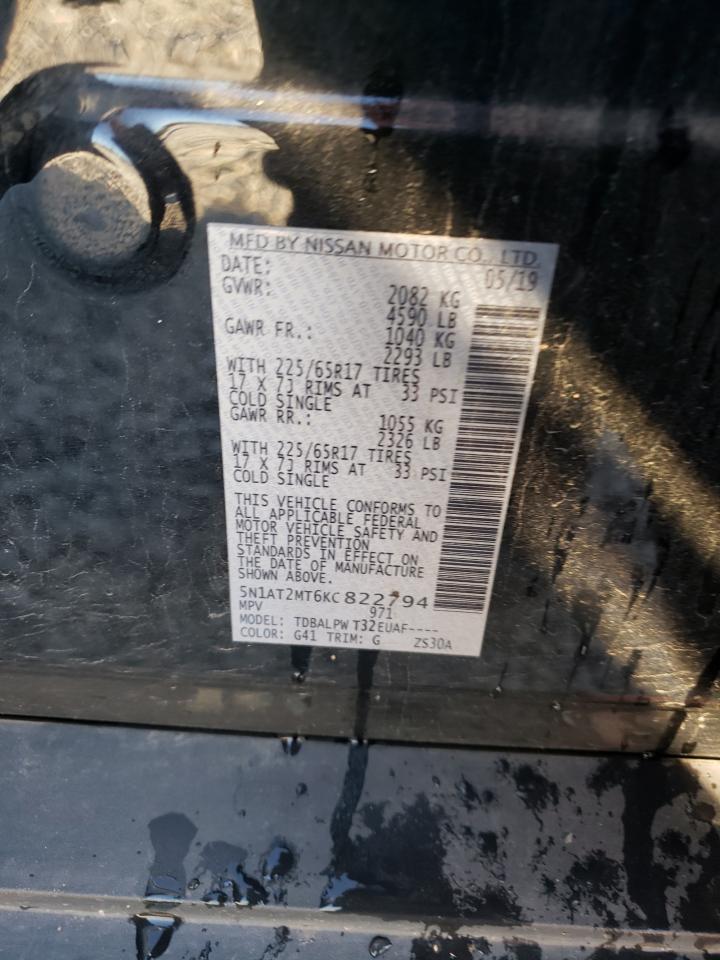 MFD BY NISSAN MOTOR CO., LTD.
DATE: 05/19
GVWR: 2082 KG
4590 LB
GAWR FR.: 1040 KG
2293 LB
WITH 225/65R17 TIRES
17 X 7J RIMS AT 33 PSI
COLD SINGLE
GAWR RR.: 1055 KG
2326 LB
WITH 225/65R17 TIRES
17 X 7J RIMS AT 33 PSI
COLD SINGLE
THIS VEHICLE CONFORMS TO
ALL APPLICABLE FEDERAL
MOTOR VEHICLE SAFETY AND
THEFT PREVENTION
STANDARDS IN EFFECT ON
THE DATE OF MANUFACTURE
SHOWN ABOVE.
5N1AT2MT6KC822794
MPV 971
MODEL: TDBALPW T32EUAF----
COLOR: G41 TRIM: G ZS30A